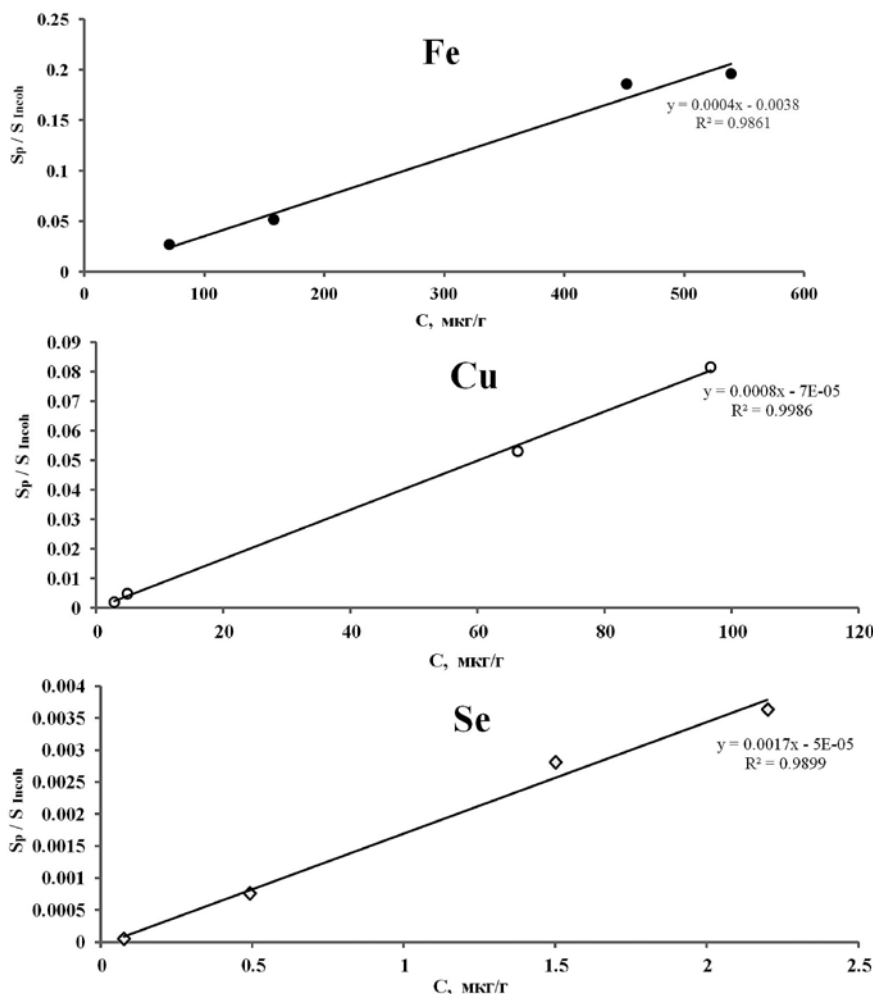 Fe
0.25
0.2
0.15
0.1
0.05
0
Sp / S Incoh
y = 0.0004x - 0.0038
R² = 0.9861
0 100 200 300 400 500 600
С, мкг/г
Cu
0.09
0.08
0.07
0.06
0.05
0.04
0.03
0.02
0.01
0
Sp / S Incoh
y = 0.0008x - 7E-05
R² = 0.9986
0 20 40 60 80 100 120
С, мкг/г
Se
0.004
0.0035
0.003
0.0025
0.002
0.0015
0.001
0.0005
0
Sp / S Incoh
y = 0.0017x - 5E-05
R² = 0.9899
0 0.5 1 1.5 2 2.5
С, мкг/г